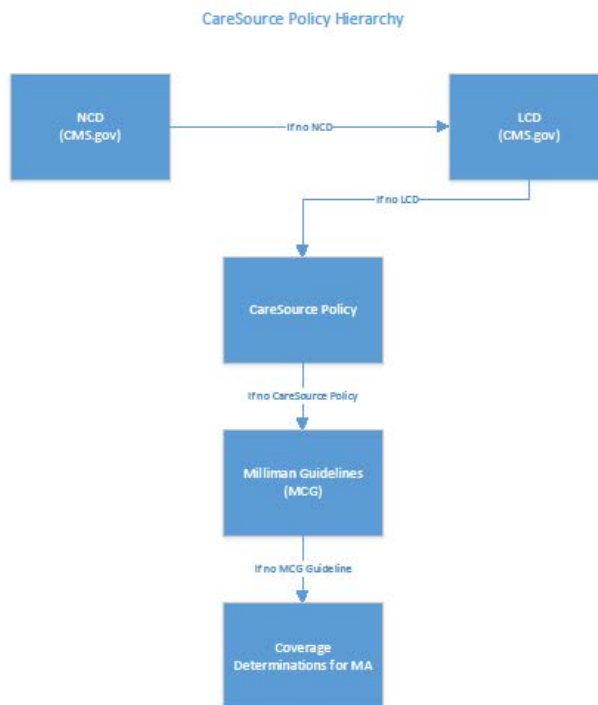 CareSource Policy Hierarchy
NCD
(CMS.gov)
If no NCD
LCD
(CMS.gov)
If no LCD
CareSource Policy
If no CareSource Policy
Milliman Guidelines
(MCG)
If no MCG Guideline
Coverage
Determinations for MA